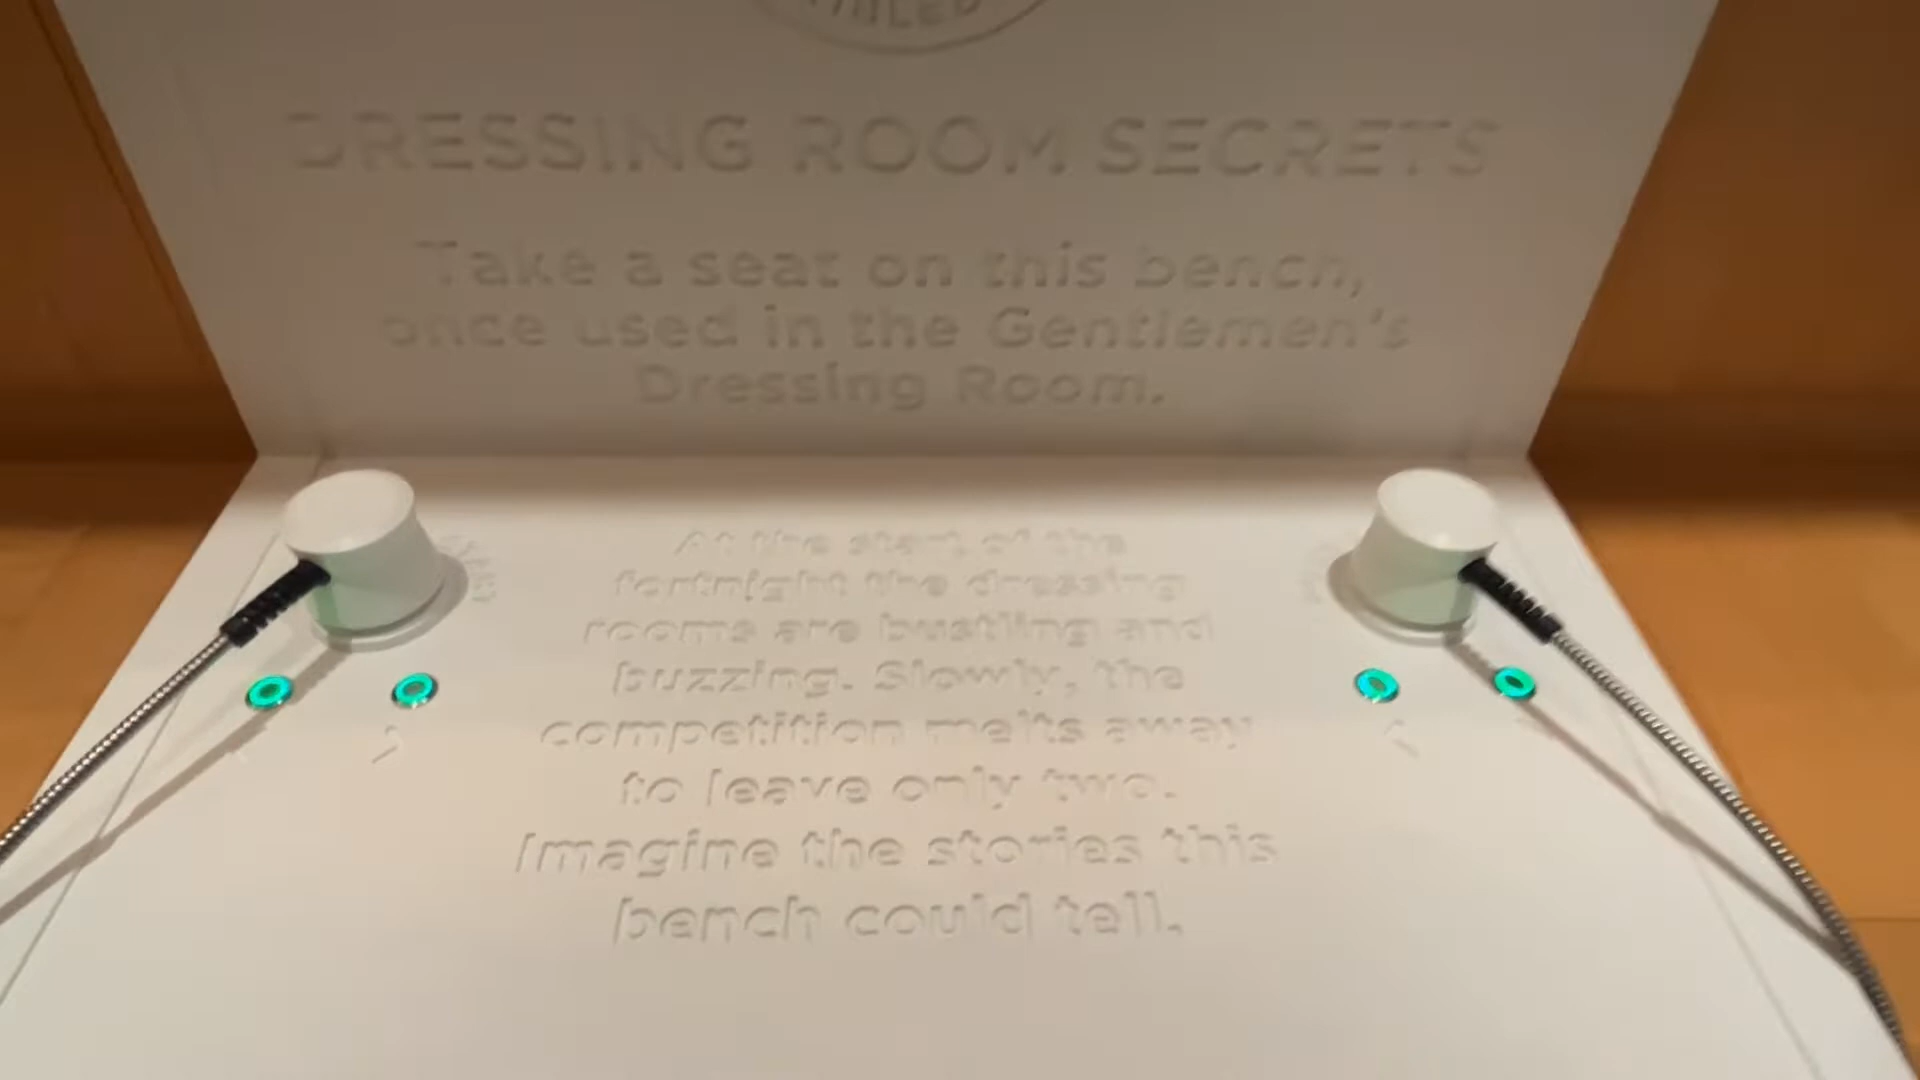 DRESSING ROOM SECRETS
Take a seat on this bench,
once used in the Gentlemen's
Dressing Room.
At the start of the
fortnight the dressing
rooms are bustling and
buzzing. Slowly, the
competition melts away
to leave only two.
Imagine the stories this
bench could tell.